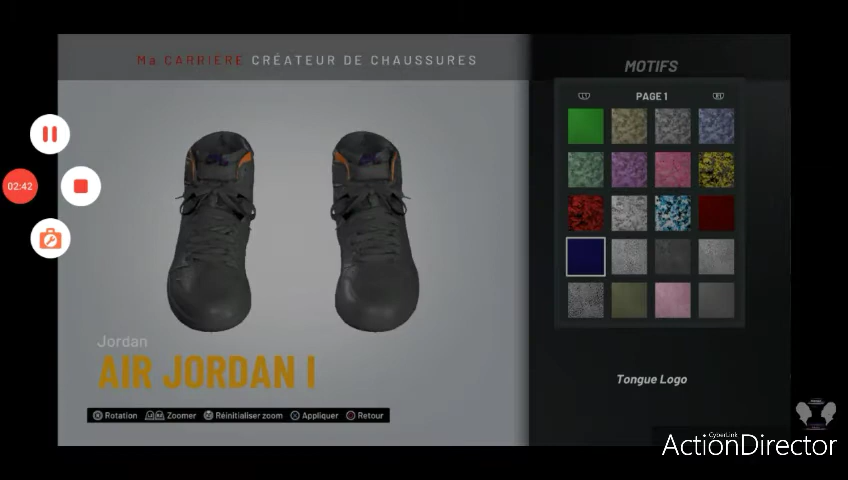 Ma CARRIÈRE CRÉATEUR DE CHAUSSURES
MOTIFS
PAGE 1
02:42
Jordan
AIR JORDAN I
Tongue Logo
Rotation Zoomer Réinitialiser zoom Appliquer Retour
CyberLink
ActionDirector